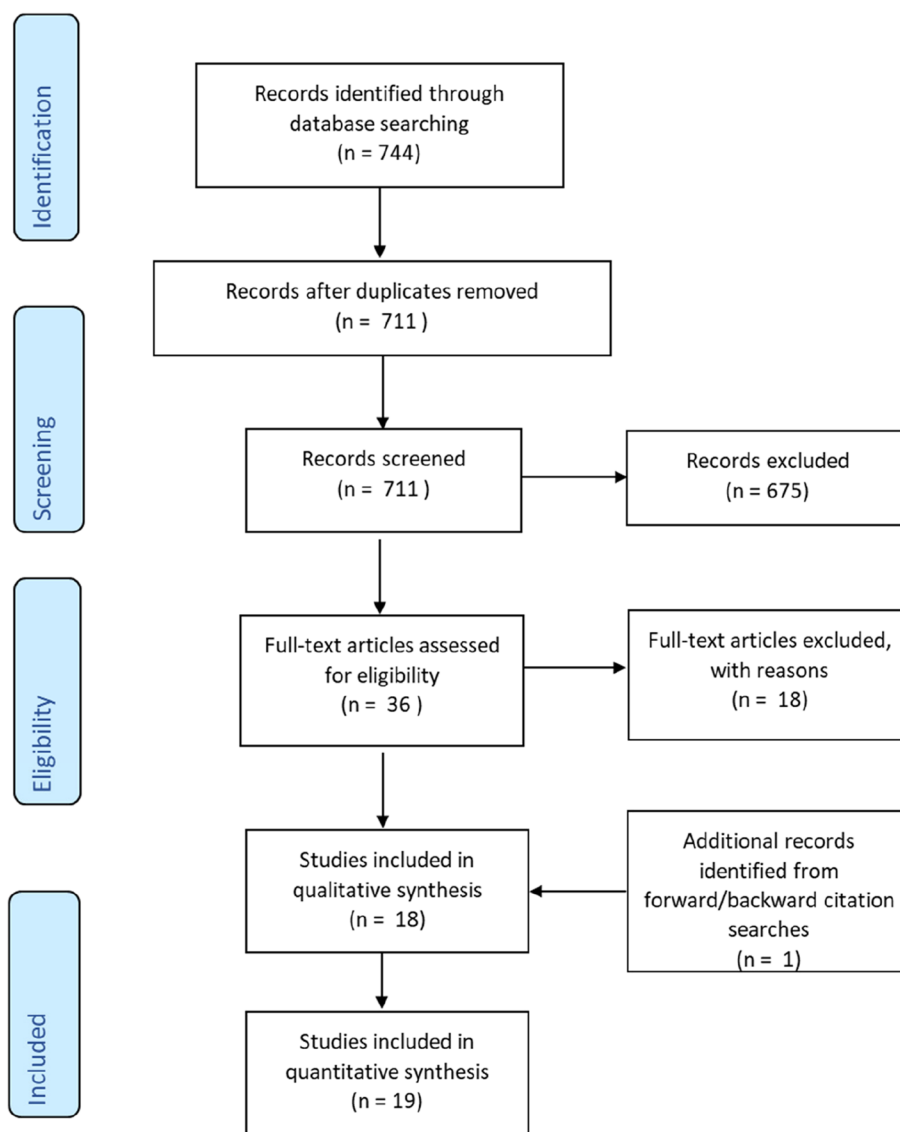 Identification
Records identified through
database searching
(n = 744)
Records after duplicates removed
(n = 711 )
Screening
Records screened
(n = 711 )
Records excluded
(n = 675)
Eligibility
Full-text articles assessed
for eligibility
(n = 36 )
Full-text articles excluded,
with reasons
(n = 18)
Studies included in
qualitative synthesis
(n = 18)
Additional records
identified from
forward/backward citation
searches
(n = 1)
Included
Studies included in
quantitative synthesis
(n = 19)